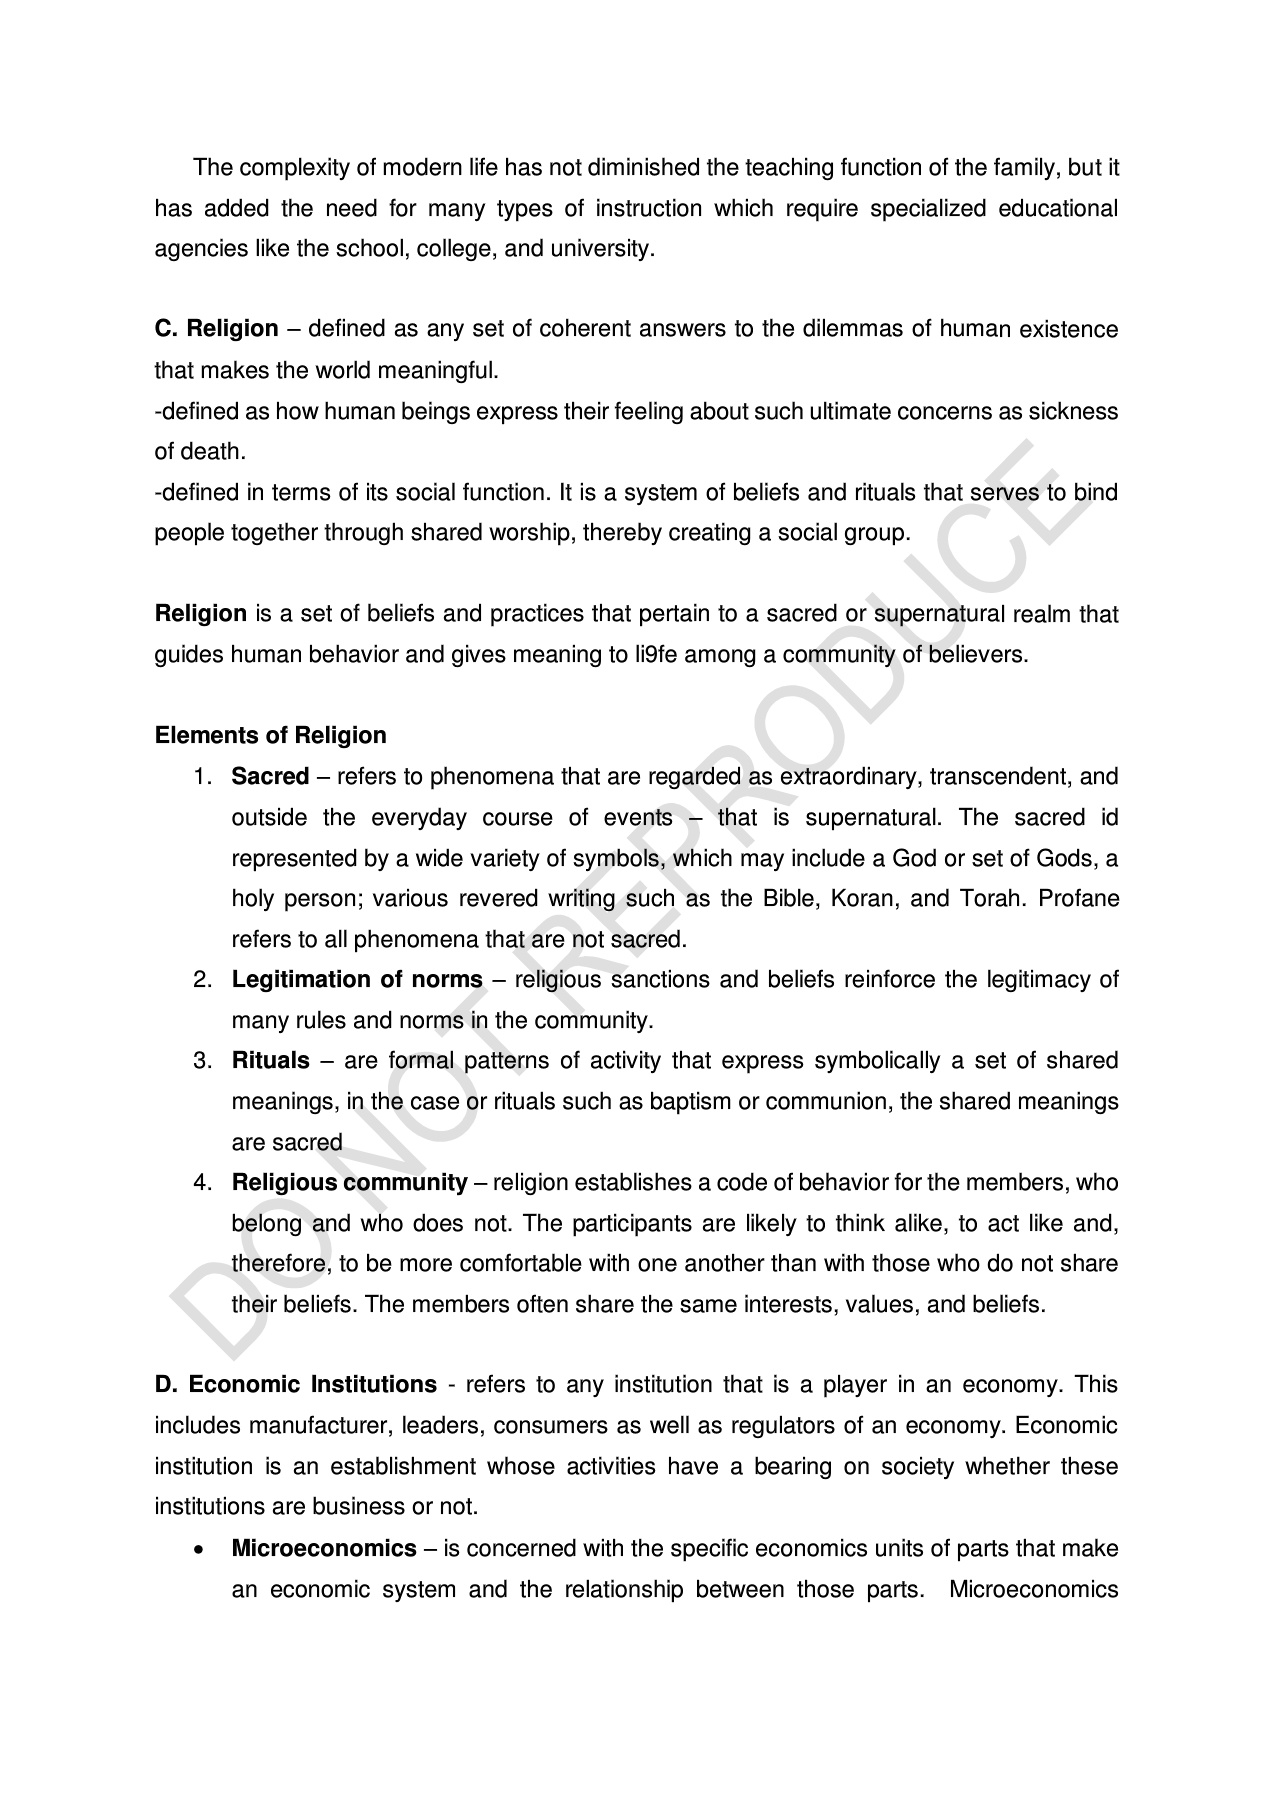 The complexity of modern life has not diminished the teaching function of the family, but it
has added the need for many types of instruction which require specialized educational
agencies like the school, college, and university.
C. Religion – defined as any set of coherent answers to the dilemmas of human existence
that makes the world meaningful.
-defined as how human beings express their feeling about such ultimate concerns as sickness
of death.
-defined in terms of its social function. It is a system of beliefs and rituals that serves to bind
people together through shared worship, thereby creating a social group.
Religion is a set of beliefs and practices that pertain to a sacred or supernatural realm that
guides human behavior and gives meaning to li9fe among a community of believers.
Elements of Religion
1. Sacred – refers to phenomena that are regarded as extraordinary, transcendent, and
outside the everyday course of events – that is supernatural. The sacred id
represented by a wide variety of symbols, which may include a God or set of Gods, a
holy person; various revered writing such as the Bible, Koran, and Torah. Profane
refers to all phenomena that are not sacred.
2. Legitimation of norms – religious sanctions and beliefs reinforce the legitimacy of
many rules and norms in the community.
3. Rituals – are formal patterns of activity that express symbolically a set of shared
meanings, in the case or rituals such as baptism or communion, the shared meanings
are sacred
4. Religious community – religion establishes a code of behavior for the members, who
belong and who does not. The participants are likely to think alike, to act like and,
therefore, to be more comfortable with one another than with those who do not share
their beliefs. The members often share the same interests, values, and beliefs.
D. Economic Institutions - refers to any institution that is a player in an economy. This
includes manufacturer, leaders, consumers as well as regulators of an economy. Economic
institution is an establishment whose activities have a bearing on society whether these
institutions are business or not.
• Microeconomics – is concerned with the specific economics units of parts that make
an economic system and the relationship between those parts. Microeconomics
DO NOT REPRODUCE